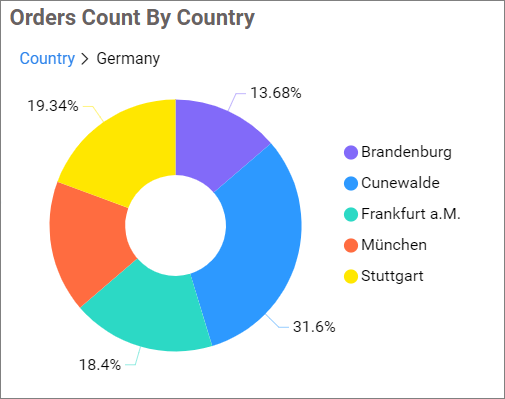 Orders Count By Country
Country > Germany
19.34%
13.68%
Brandenburg
Cunewalde
Frankfurt a.M.
München
Stuttgart
31.6%
18.4%